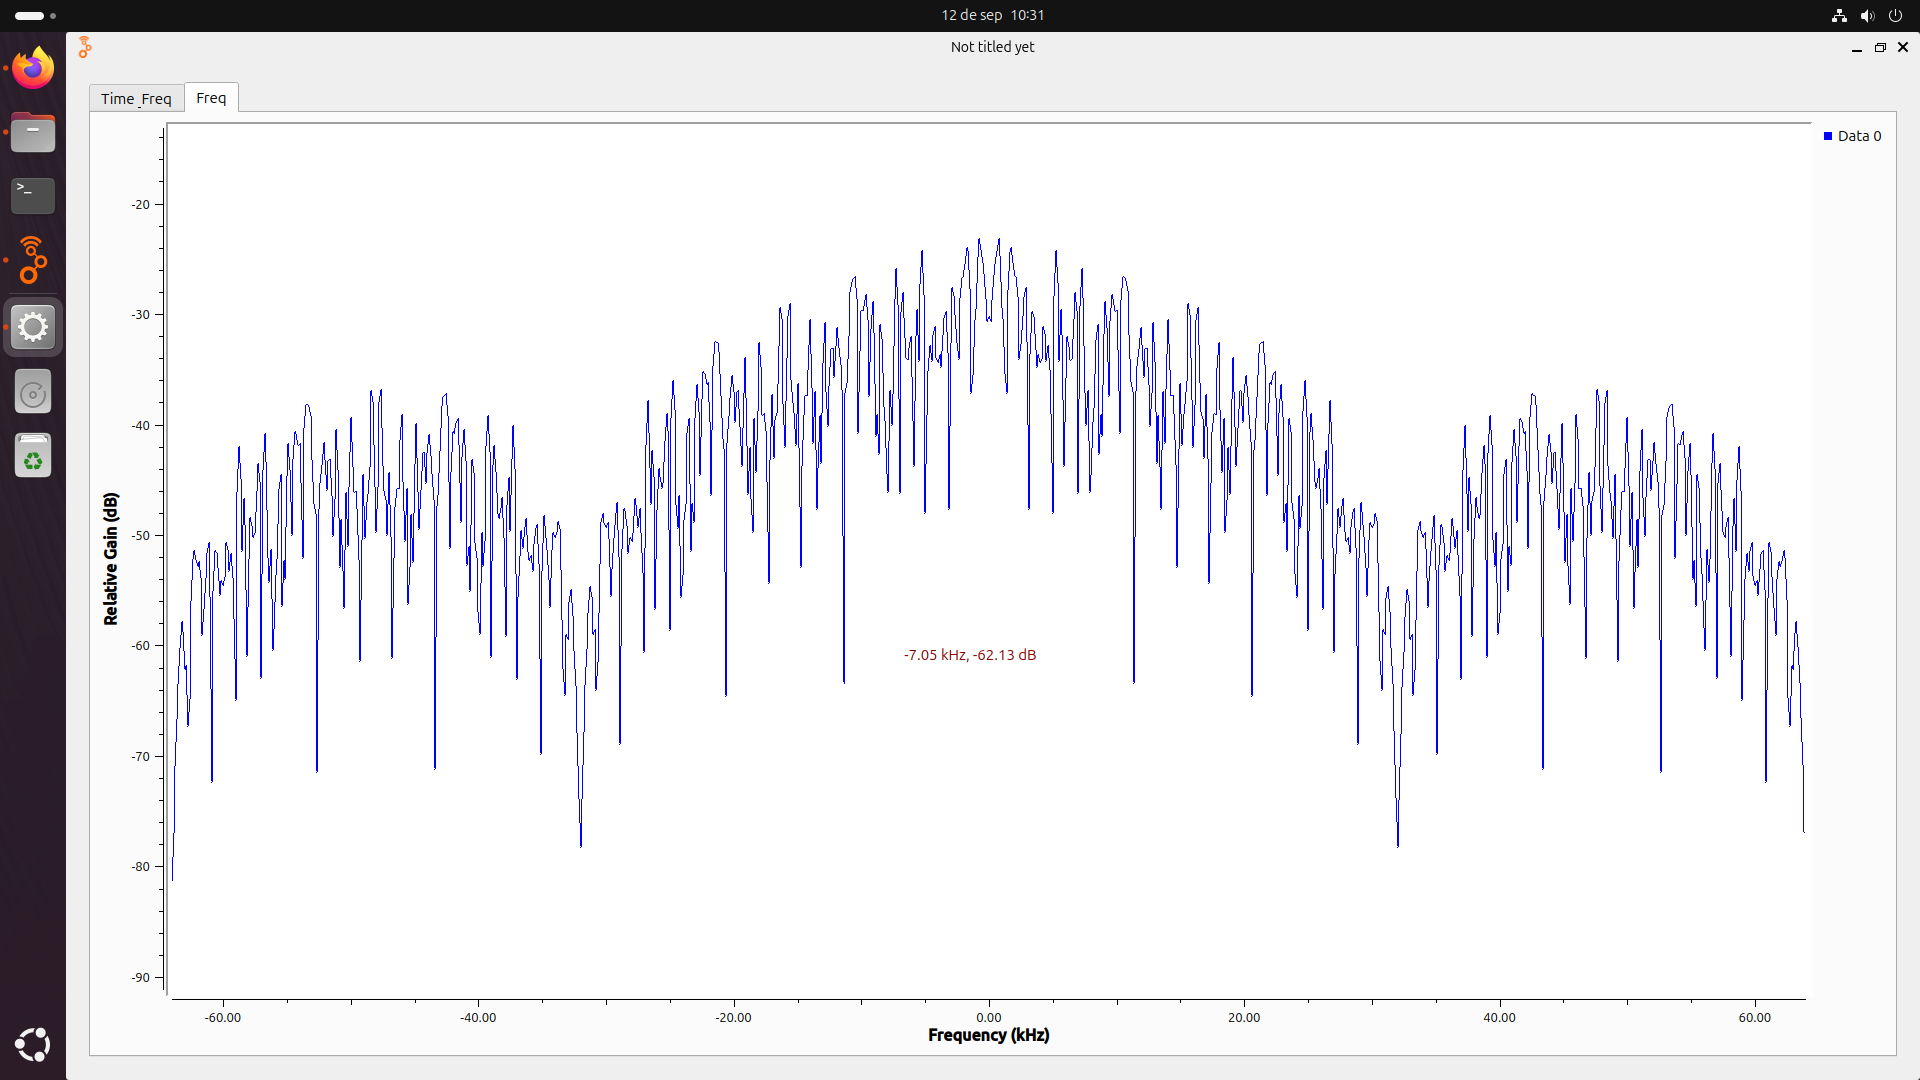 12 de sep 10:31
Not titled yet
Time_Freq
Freq
Data 0
-20
-30
-40
-50
-60
-70
-80
-90
Relative Gain (dB)
-7.05 kHz, -62.13 dB
-60.00
-40.00
-20.00
0.00
20.00
40.00
60.00
Frequency (kHz)
>_